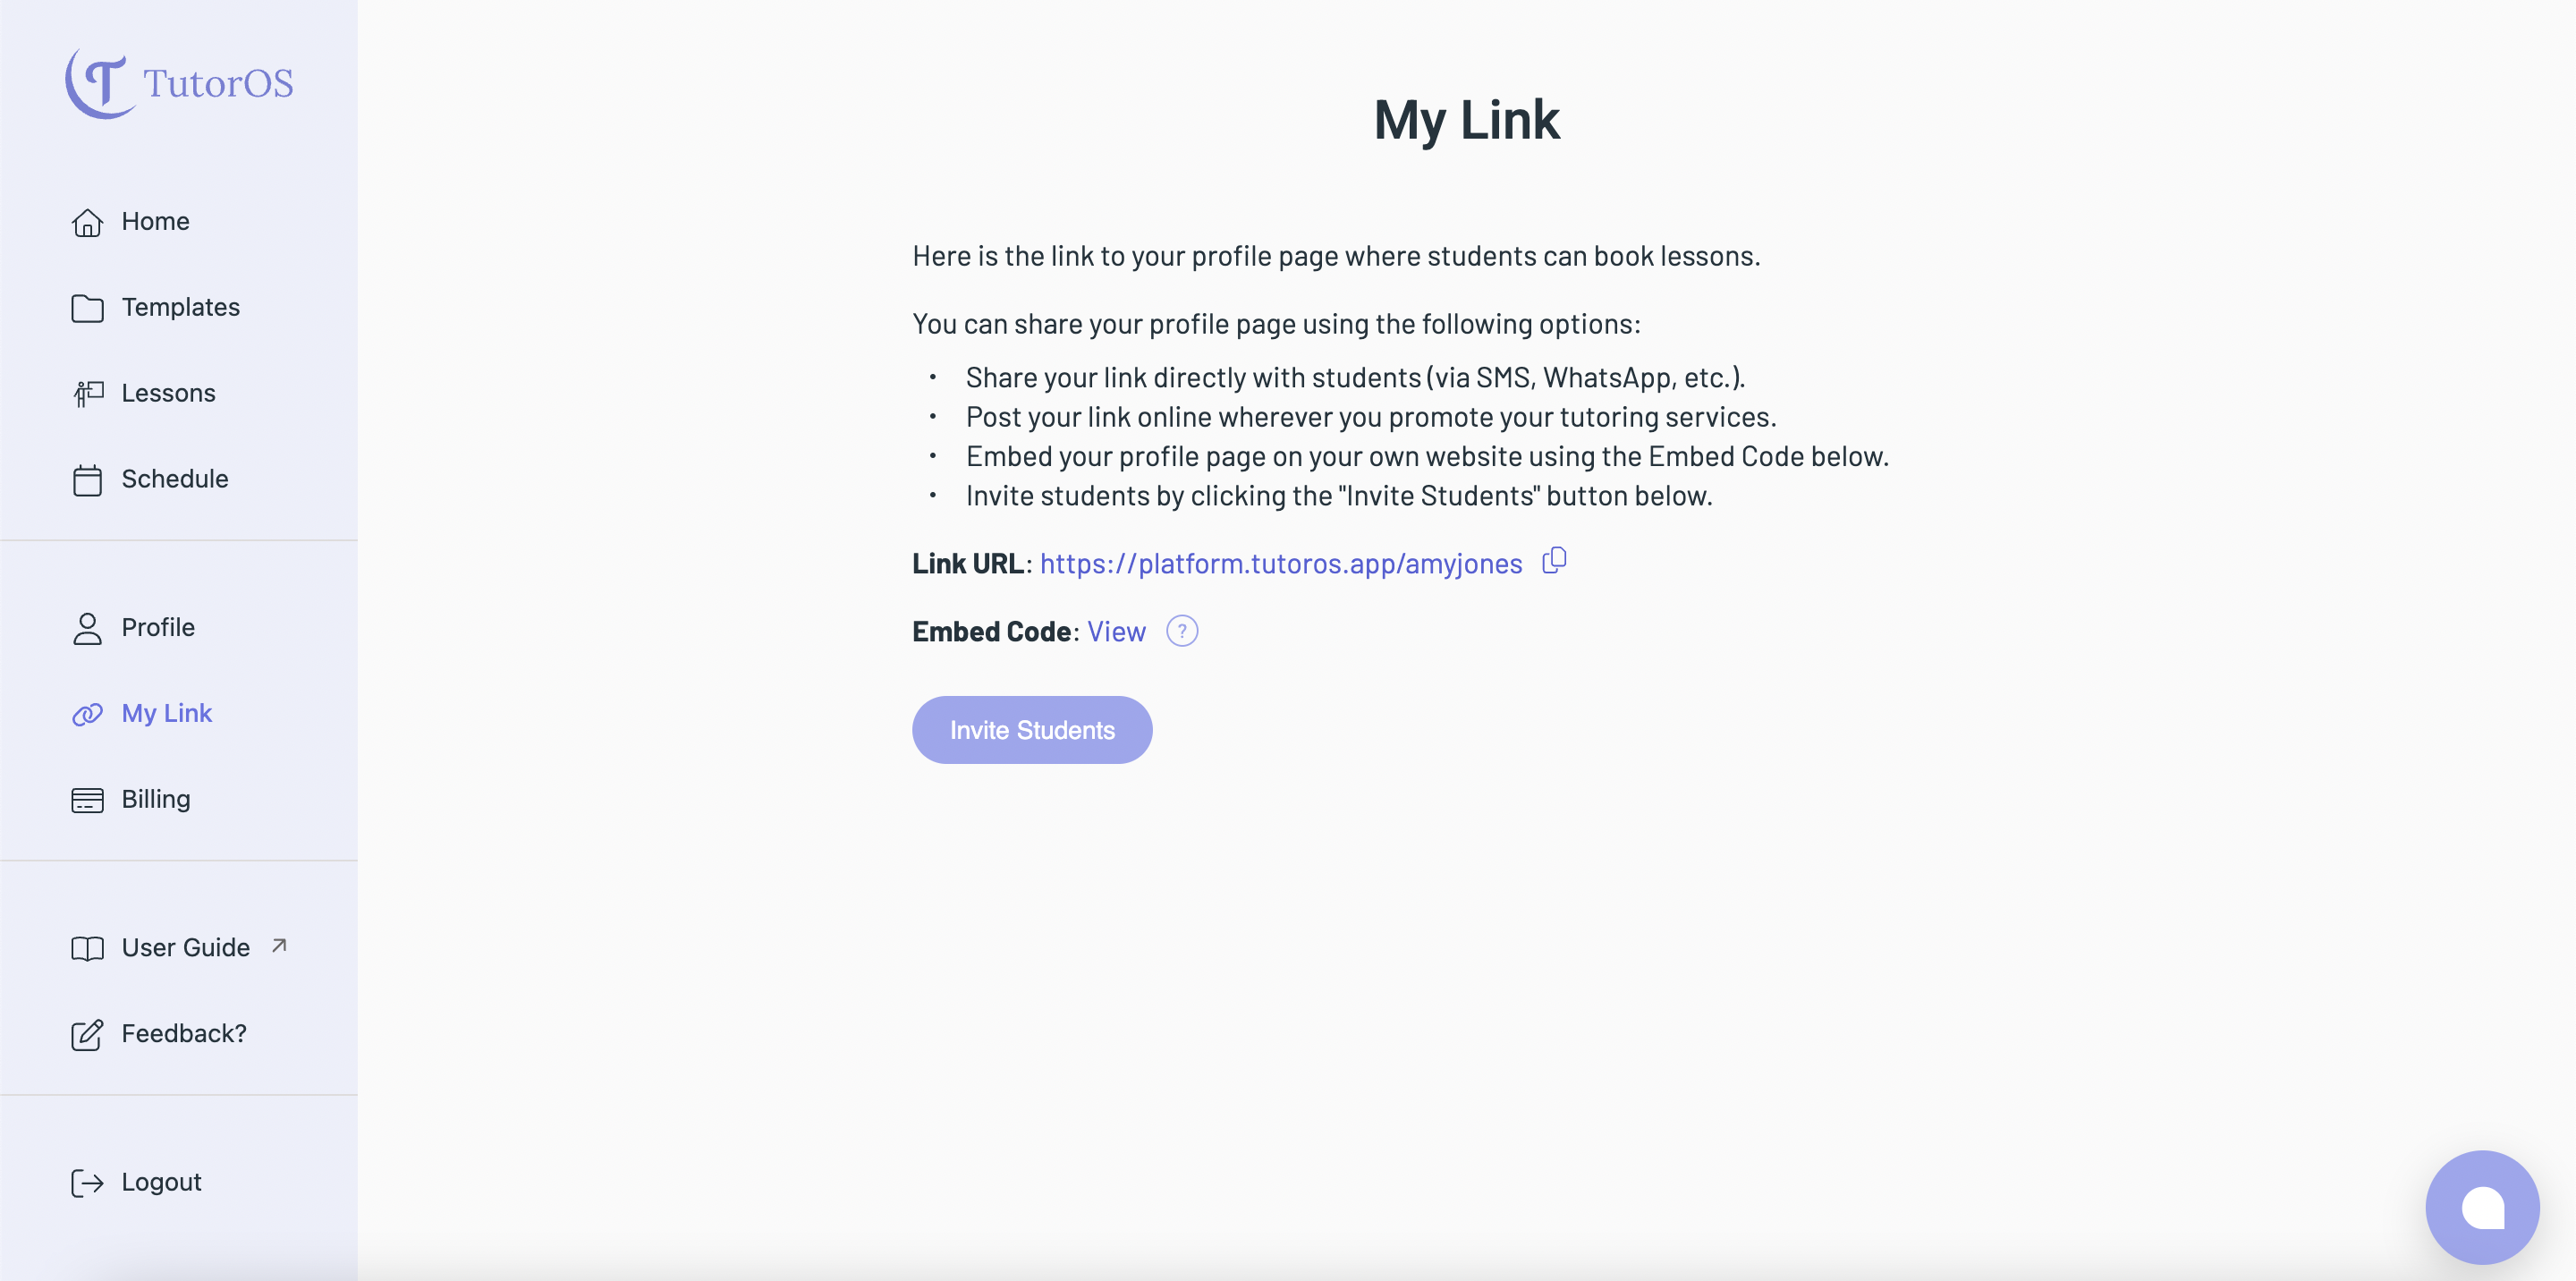 TutorOS
Home
Templates
Lessons
Schedule
Profile
My Link
Billing
User Guide
Feedback?
Logout
My Link
Here is the link to your profile page where students can book lessons.
You can share your profile page using the following options:
• Share your link directly with students (via SMS, WhatsApp, etc.).
• Post your link online wherever you promote your tutoring services.
• Embed your profile page on your own website using the Embed Code below.
• Invite students by clicking the "Invite Students" button below.
Link URL: https://platform.tutoros.app/amyjones
Embed Code: View ?
Invite Students